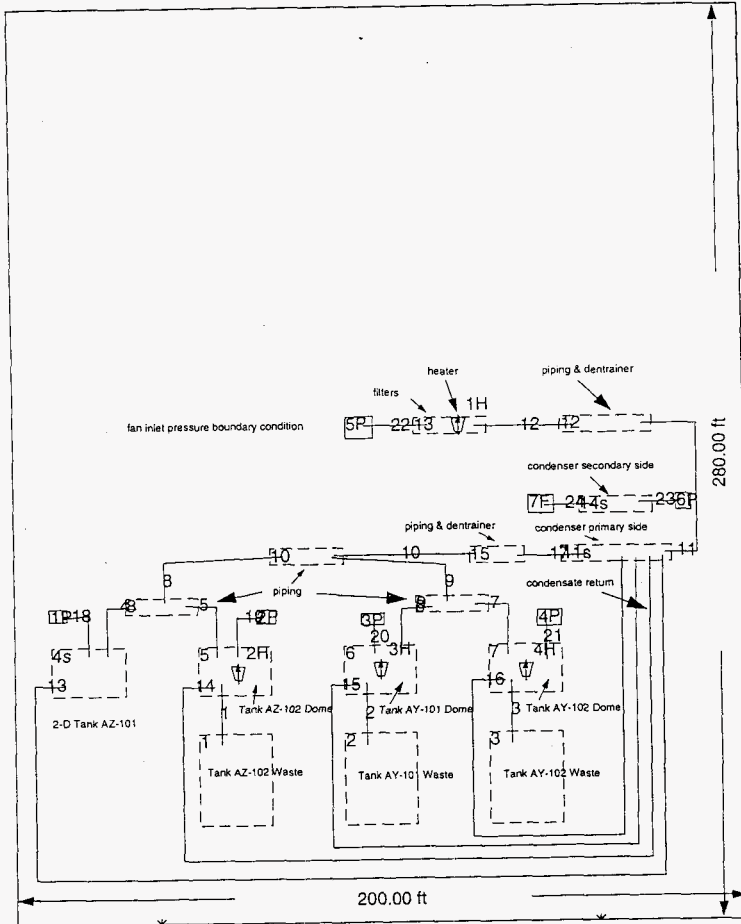 heater
piping & dentrainer
filters
1H
fan inlet pressure boundary condition
5P 22 13 12 12
280.00 ft
condenser secondary side
7F 24 14s 23 6P
piping & dentrainer
condenser primary side
10 10 15 11s 11
8 piping 9
condensate return
5 7
1P 18 2P 3P 4P
20 21
4s 5 2H 6 3H 7 4H
13 14 15 16
1 Tank AZ-102 Dome 2 Tank AY-101 Dome 3 Tank AY-102 Dome
2-D Tank AZ-101
1 2 3
Tank AZ-102 Waste Tank AY-101 Waste Tank AY-102 Waste
200.00 ft